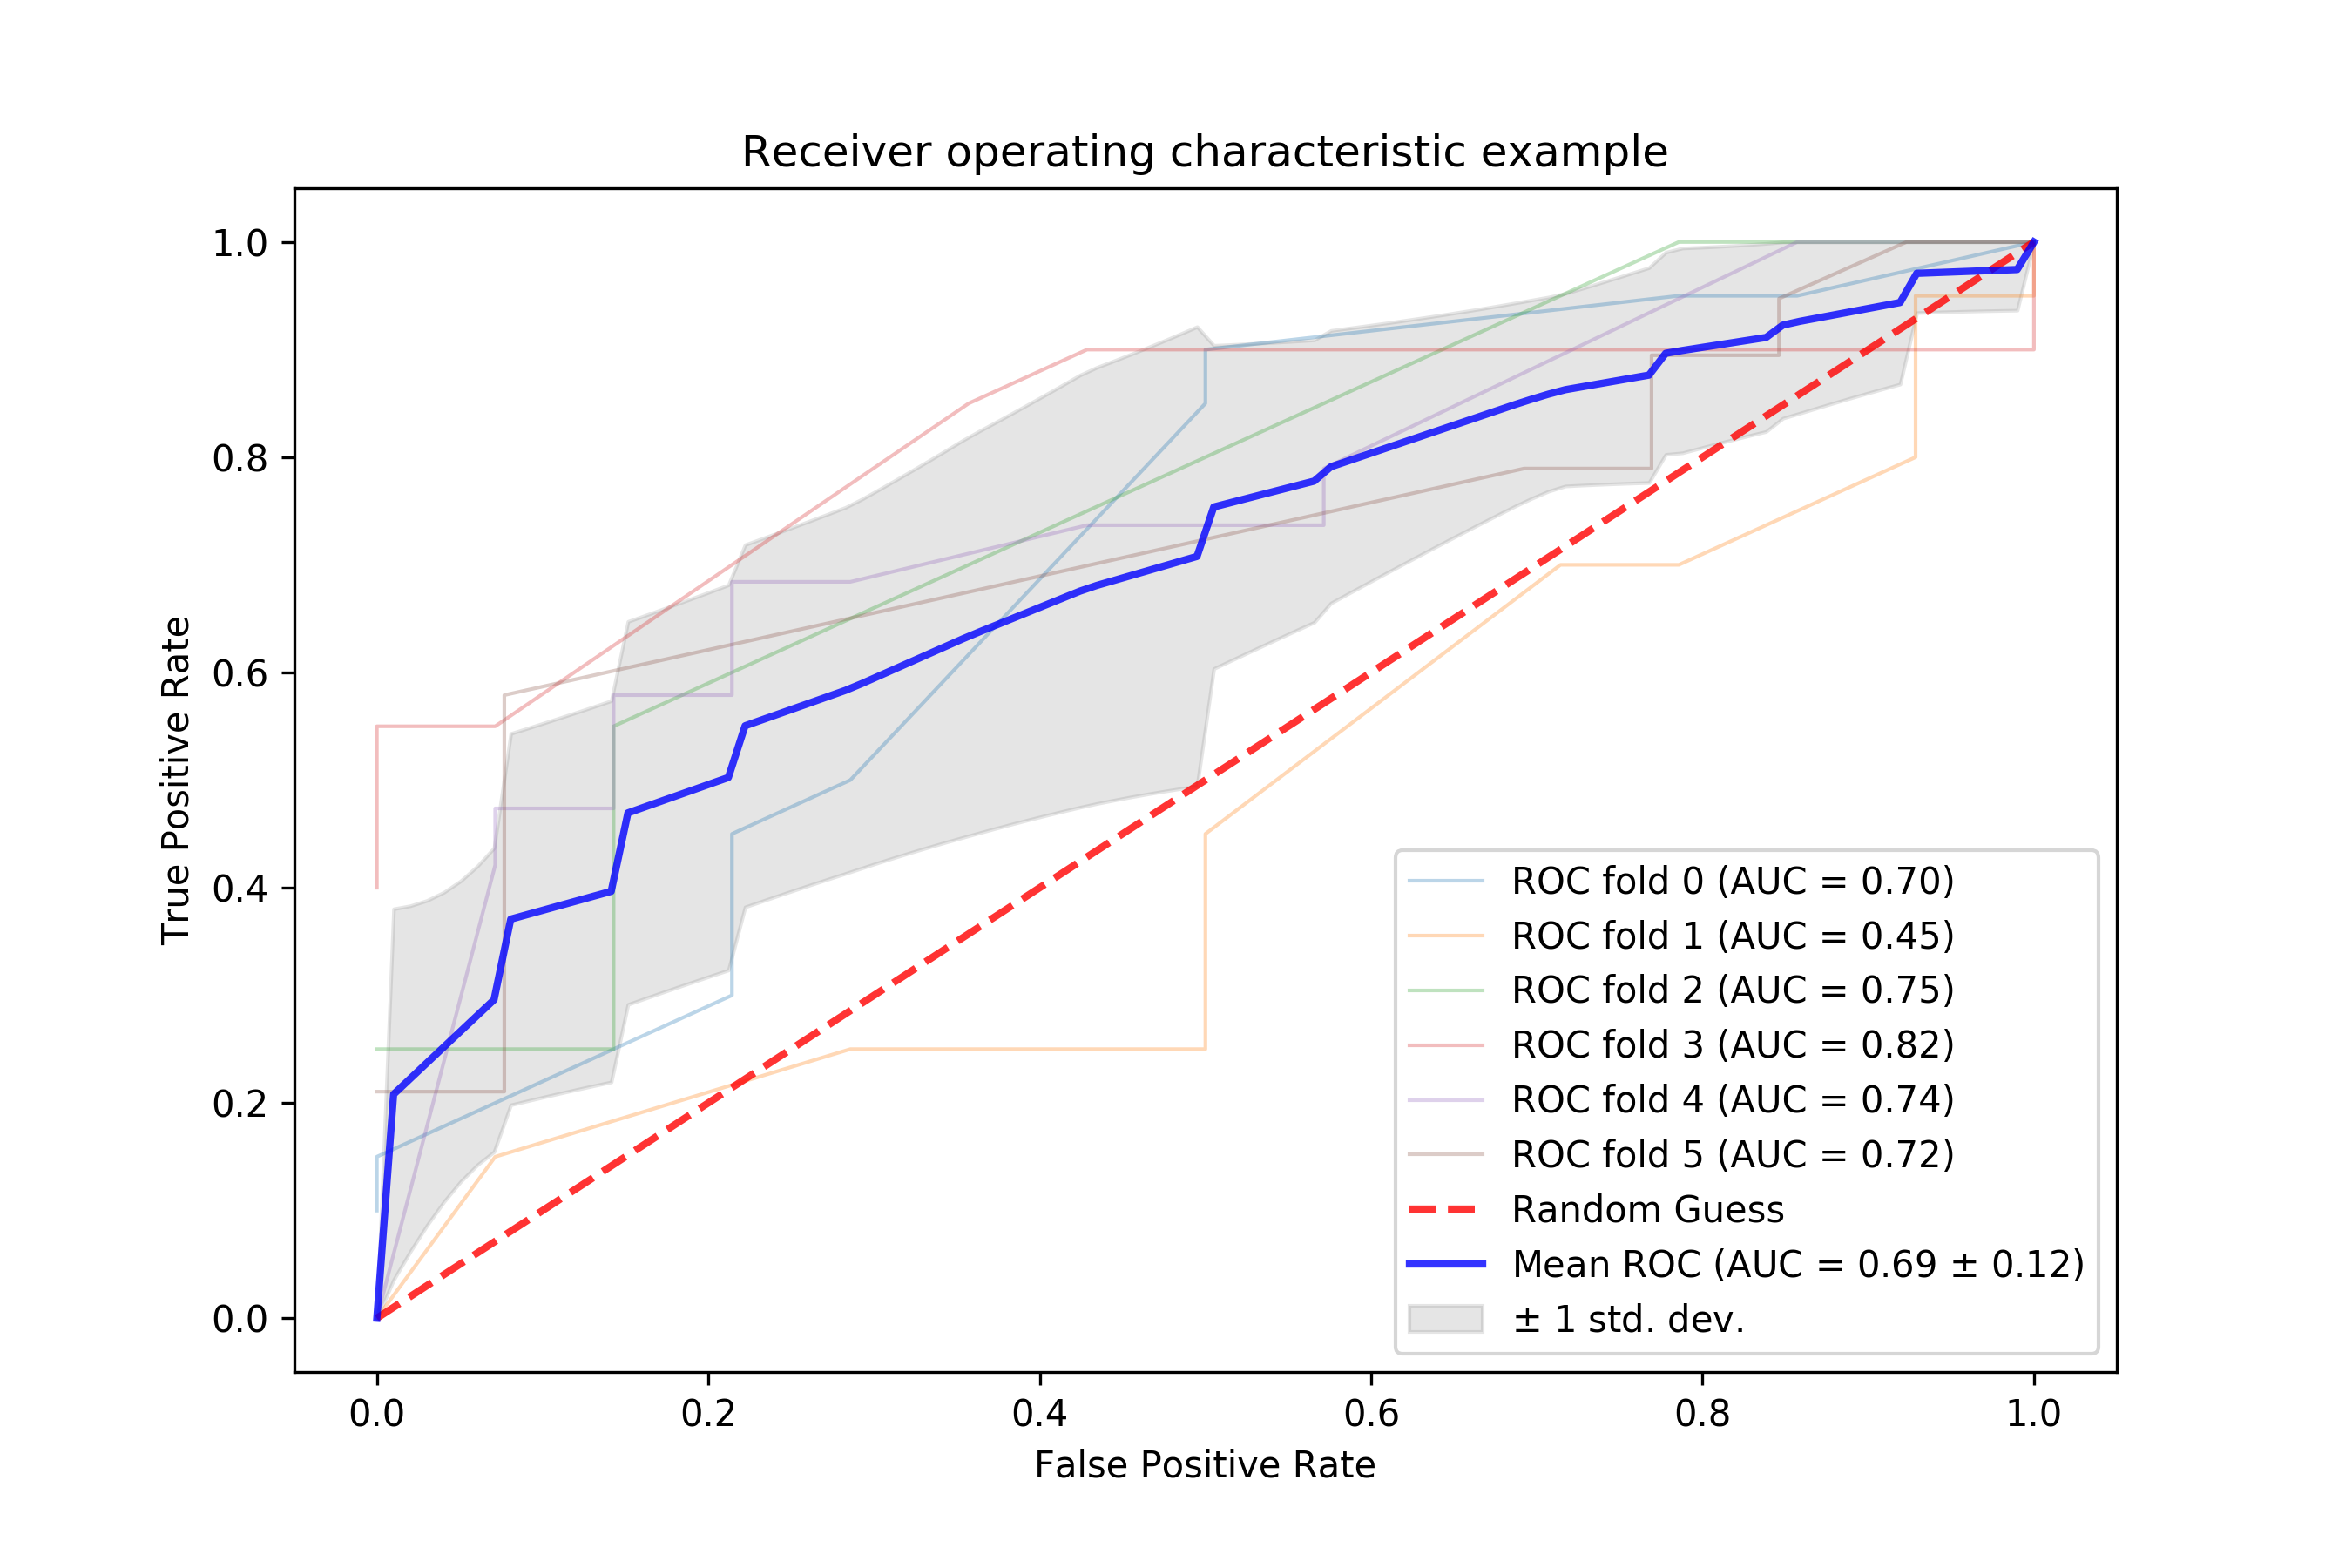 Receiver operating characteristic example
1.0
0.8
0.6
0.4
0.2
0.0
True Positive Rate
ROC fold 0 (AUC = 0.70)
ROC fold 1 (AUC = 0.45)
ROC fold 2 (AUC = 0.75)
ROC fold 3 (AUC = 0.82)
ROC fold 4 (AUC = 0.74)
ROC fold 5 (AUC = 0.72)
Random Guess
Mean ROC (AUC = 0.69 ± 0.12)
± 1 std. dev.
0.0 0.2 0.4 0.6 0.8 1.0
False Positive Rate